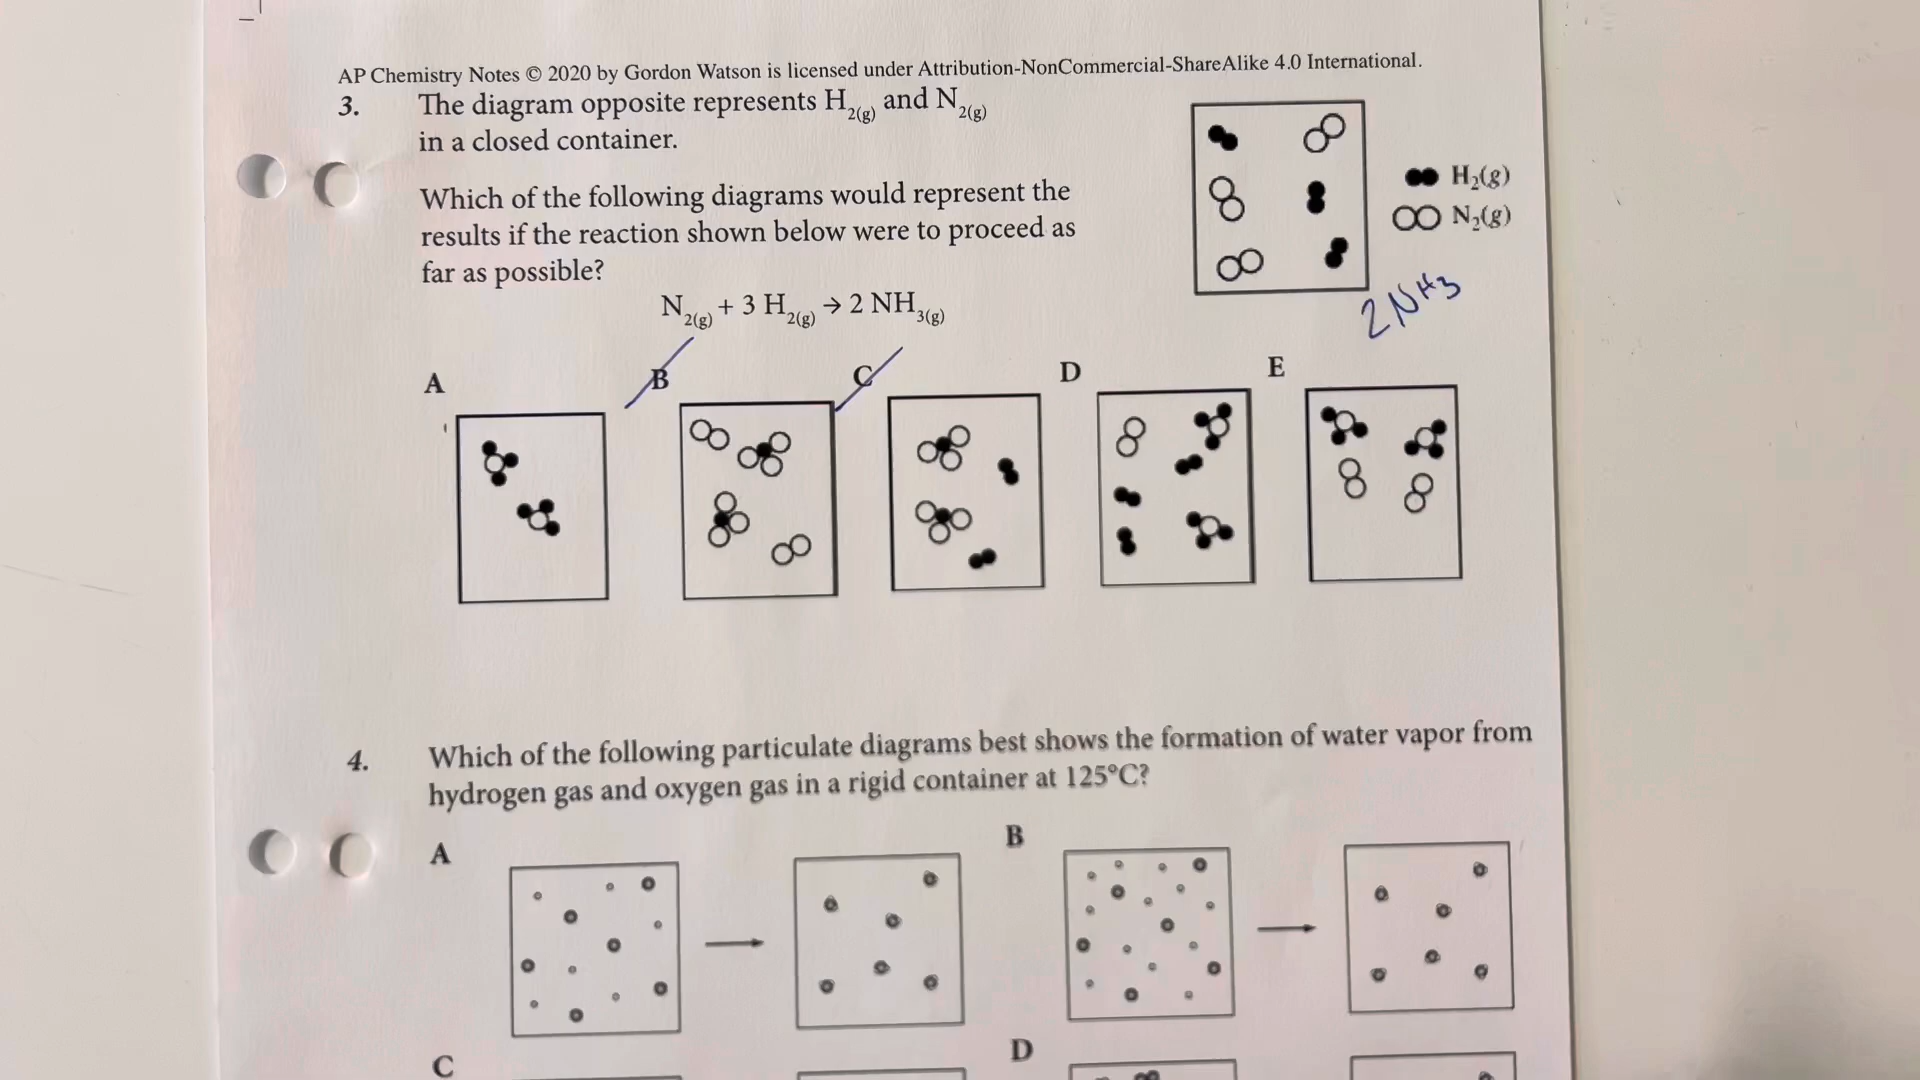 AP Chemistry Notes © 2020 by Gordon Watson is licensed under Attribution-NonCommercial-ShareAlike 4.0 International.
3. The diagram opposite represents H2(g) and N2(g)
in a closed container.
H2(g)
N2(g)
Which of the following diagrams would represent the
results if the reaction shown below were to proceed as
far as possible?
N2(g) + 3 H2(g) → 2 NH3(g)
2NH3
A B C D E
4. Which of the following particulate diagrams best shows the formation of water vapor from
hydrogen gas and oxygen gas in a rigid container at 125°C?
A B
C D